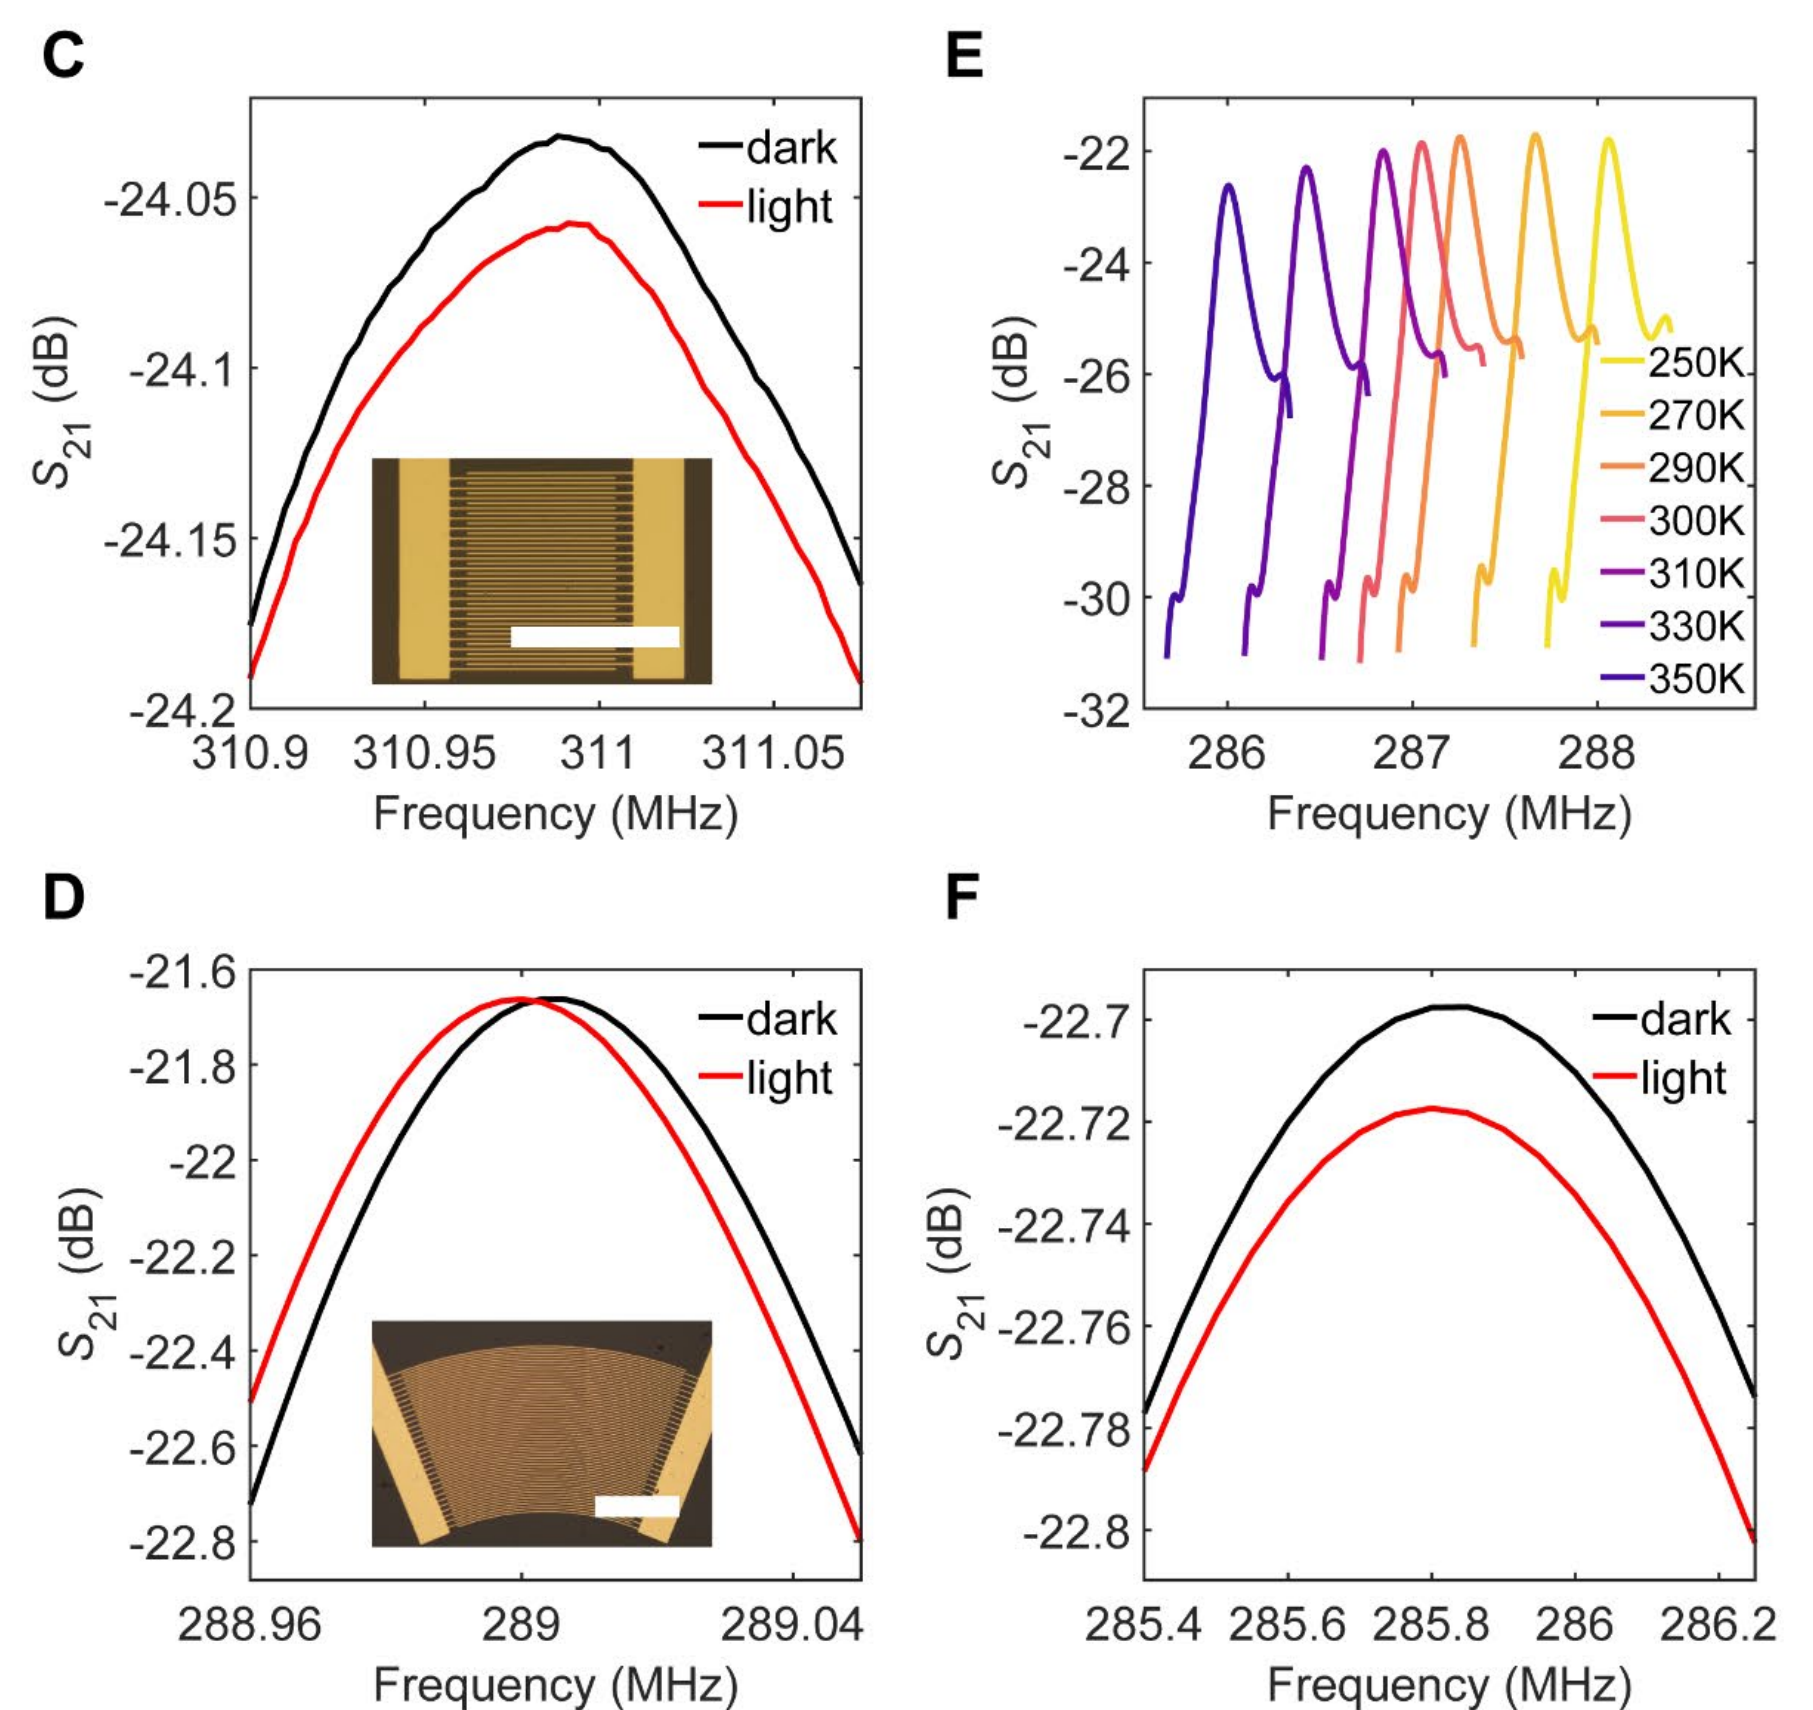 C
dark
light
-24.05
-24.1
-24.15
-24.2
S21 (dB)
310.9 310.95 311 311.05
Frequency (MHz)
E
-22
-24
-26
-28
-30
-32
S21 (dB)
250K
270K
290K
300K
310K
330K
350K
286 287 288
Frequency (MHz)
D
dark
light
-21.6
-21.8
-22
-22.2
-22.4
-22.6
-22.8
S21 (dB)
288.96 289 289.04
Frequency (MHz)
F
dark
light
-22.7
-22.72
-22.74
-22.76
-22.78
-22.8
S21 (dB)
285.4 285.6 285.8 286 286.2
Frequency (MHz)